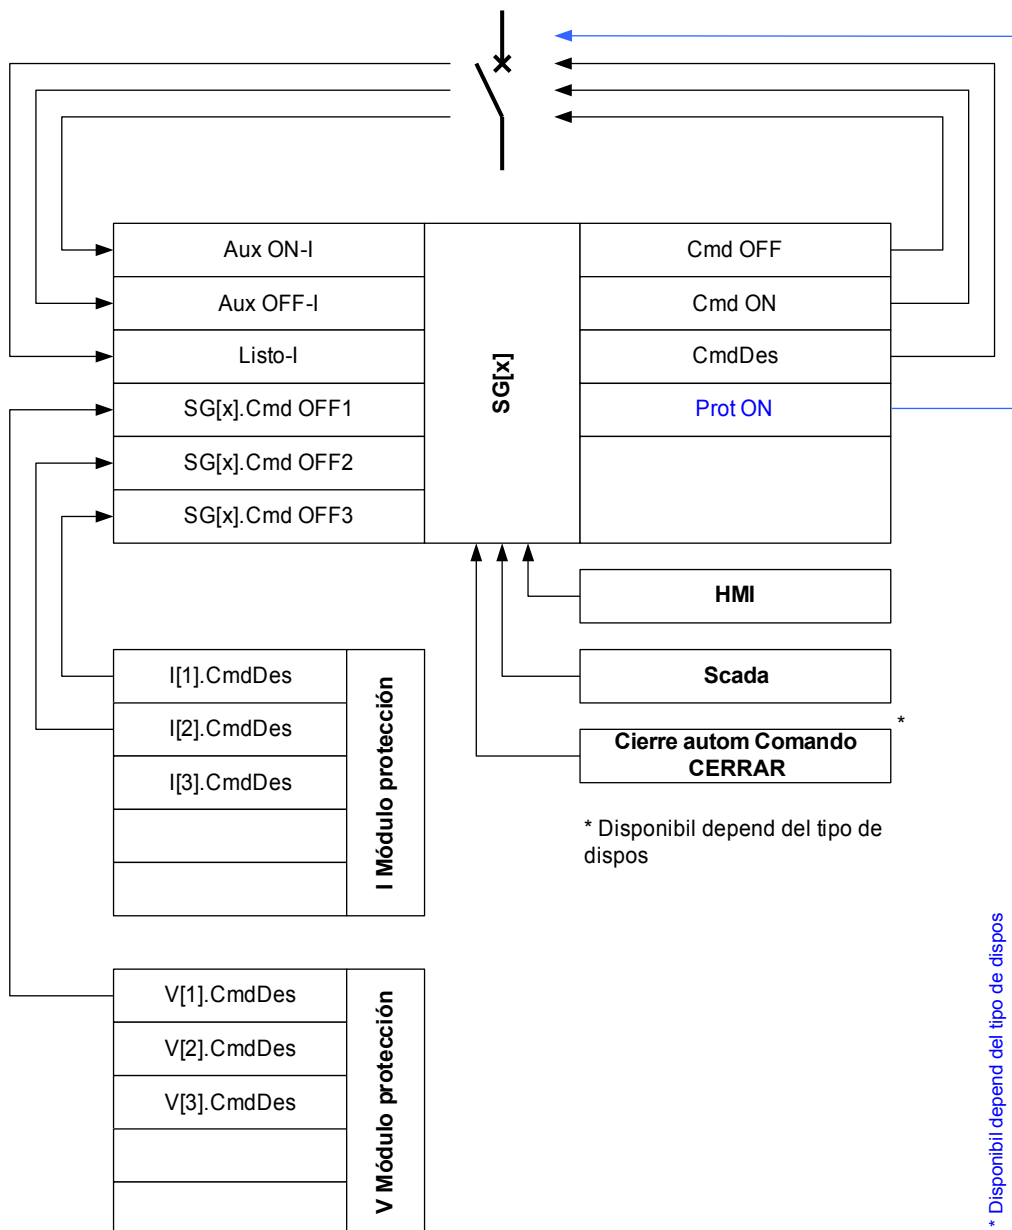 Aux ON-I
Aux OFF-I
Listo-I
SG[x].Cmd OFF1
SG[x].Cmd OFF2
SG[x].Cmd OFF3
SG[x]
Cmd OFF
Cmd ON
CmdDes
Prot ON
HMI
Scada
Cierre autom Comando
CERRAR
*
* Disponibil depend del tipo de
dispos
I[1].CmdDes
I[2].CmdDes
I[3].CmdDes
I Módulo protección
V[1].CmdDes
V[2].CmdDes
V[3].CmdDes
V Módulo protección
* Disponibil depend del tipo de dispos